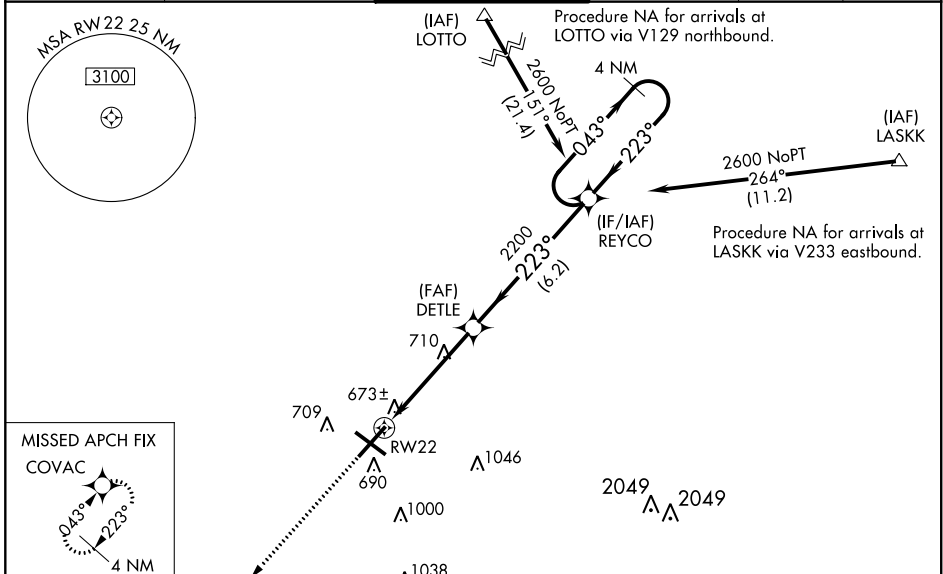 MSA RW22 25 NM
3100
(IAF)
LOTTO
Procedure NA for arrivals at
LOTTO via V129 northbound.
2600 NoPT
151°
(21.4)
4 NM
043°
223°
(IAF)
LASKK
2600 NoPT
264°
(11.2)
(IF/IAF)
REYCO
Procedure NA for arrivals at
LASKK via V233 eastbound.
2200
223°
(6.2)
(FAF)
DETLE
710
673±
709
RW22
690
1046
1000
2049
2049
1038
MISSED APCH FIX
COVAC
043°
223°
4 NM